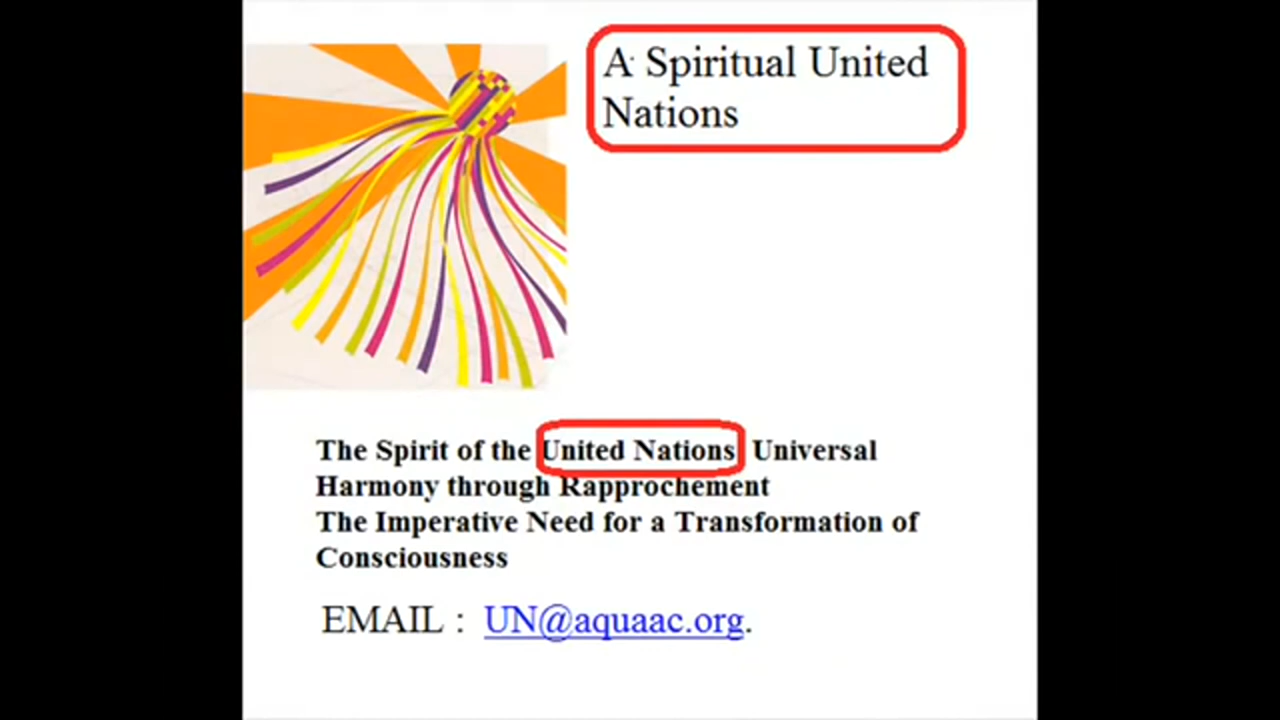 A Spiritual United
Nations
The Spirit of the United Nations Universal
Harmony through Rapprochement
The Imperative Need for a Transformation of
Consciousness
EMAIL : UN@aquaac.org.